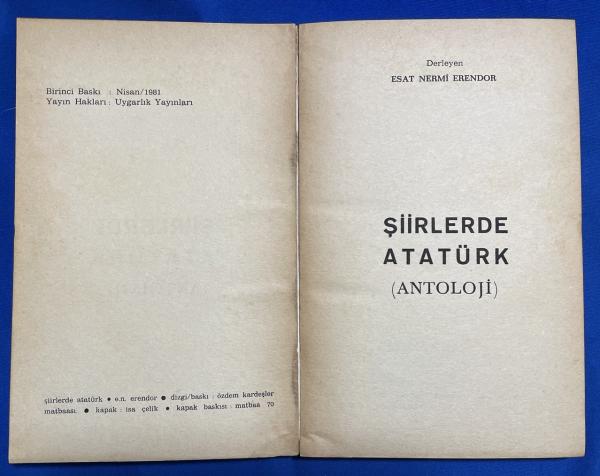 Birinci Baskı : Nisan/1981
Yayın Hakları : Uygarlık Yayınları
şiirlerde atatürk • e.n. erendor • dizgi/baskı : özdem kardeşler
matbaası • kapak : isa çelik • kapak baskısı : matbaa 70
Derleyen
ESAT NERMİ ERENDOR
ŞİİRLERDE
ATATÜRK
(ANTOLOJİ)